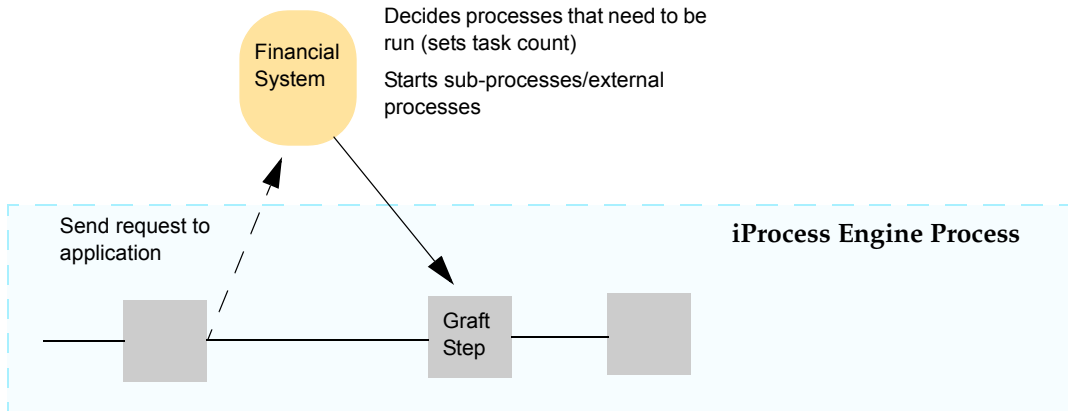 Decides processes that need to be
run (sets task count)
Starts sub-processes/external
processes
Financial
System
Send request to
application
iProcess Engine Process
Graft
Step